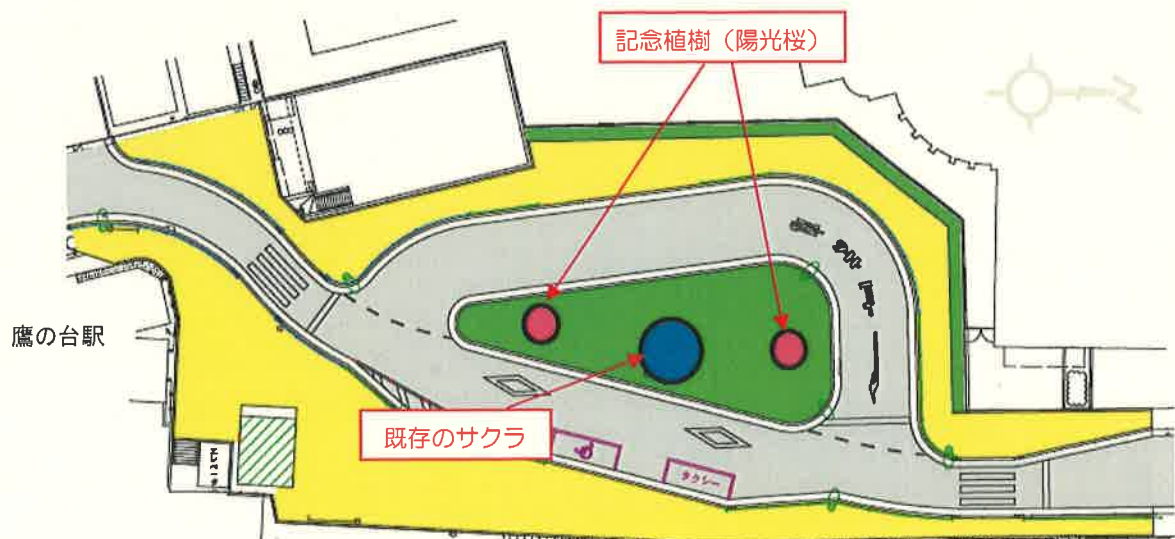 記念植樹（陽光桜）
鷹の台駅
既存のサクラ
タクシー